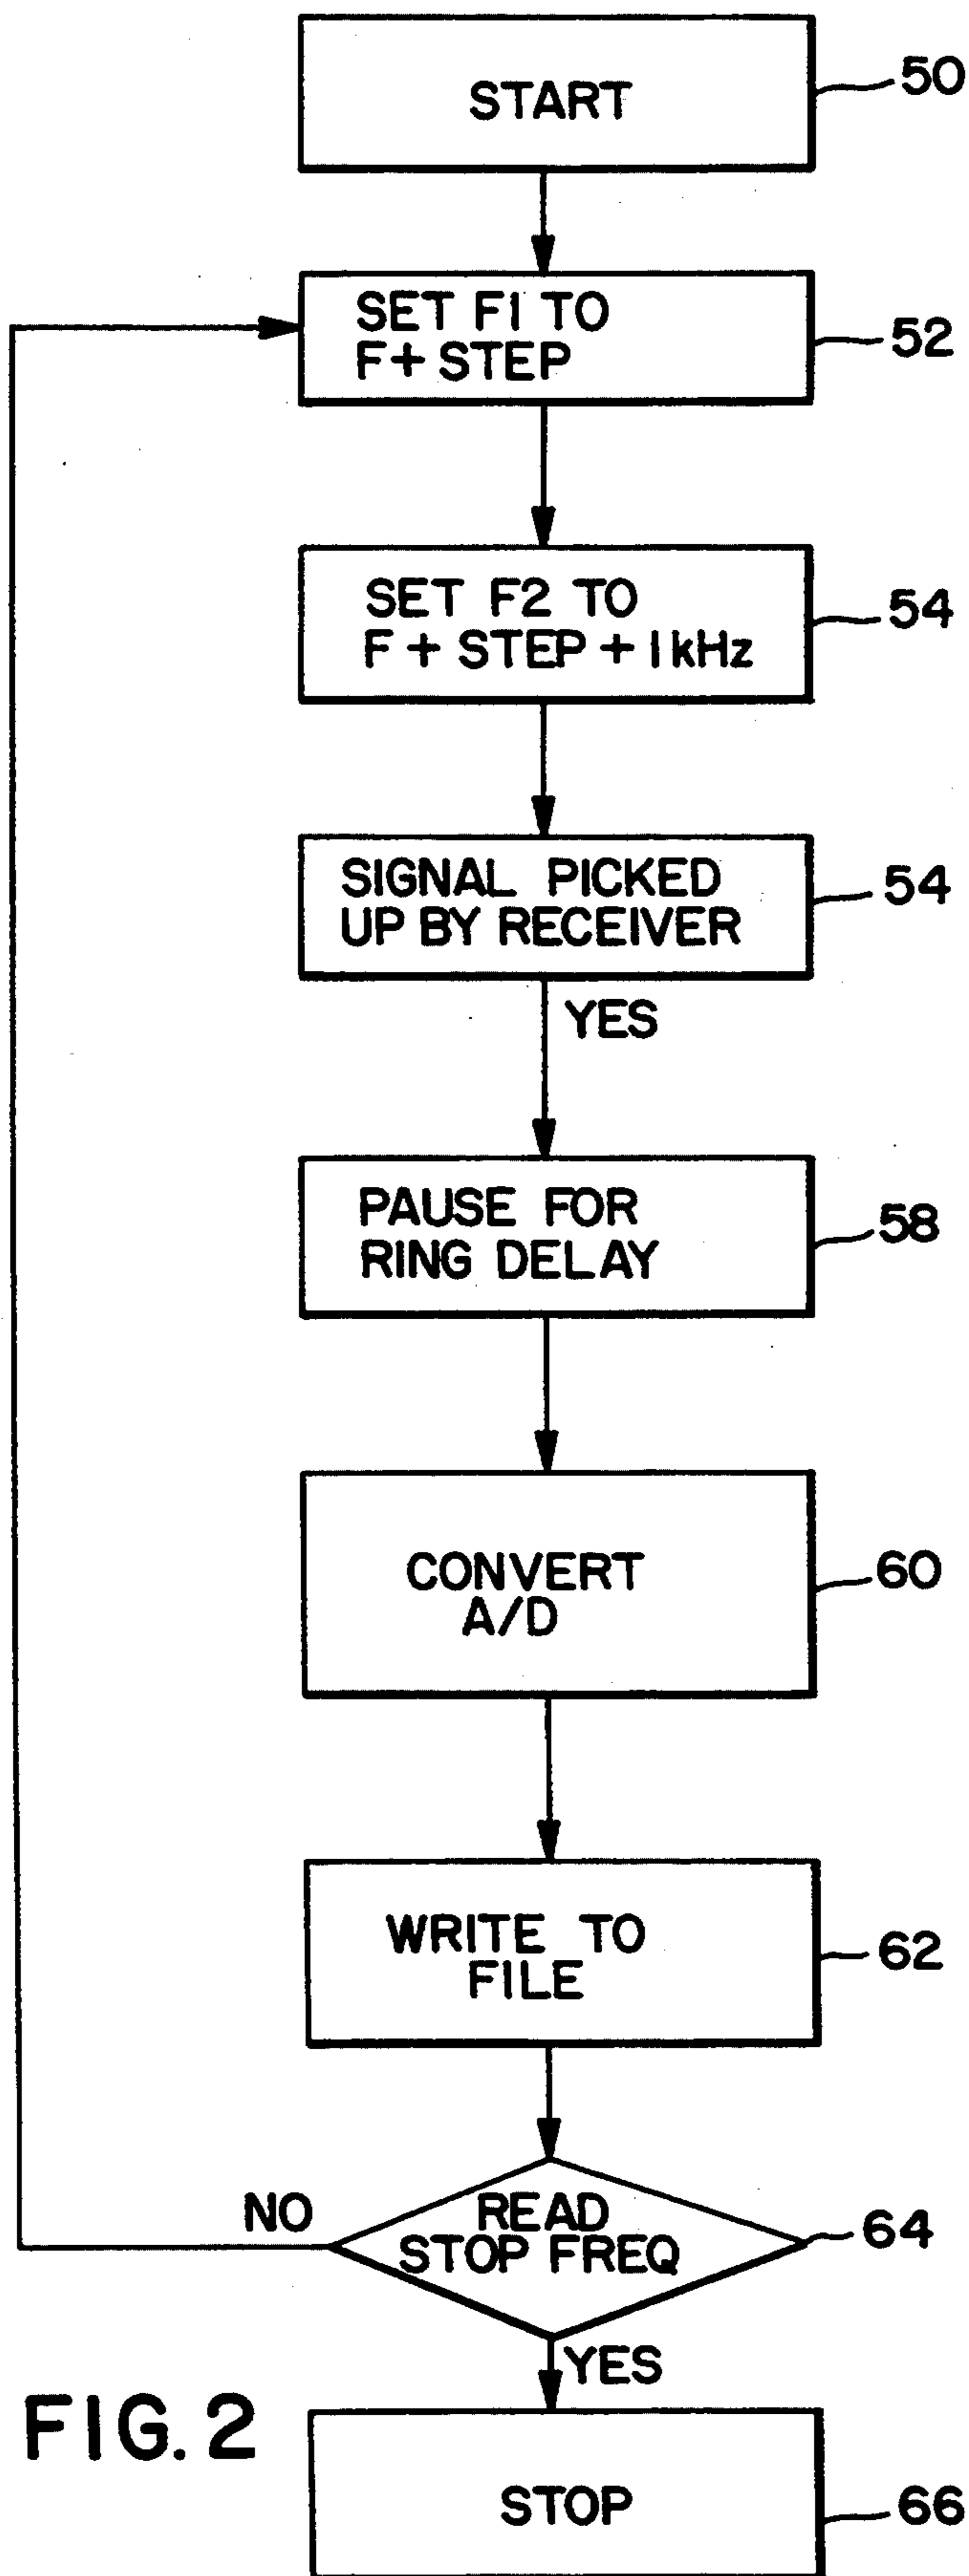 START
50
SET F1 TO
F+ STEP
52
SET F2 TO
F + STEP + 1kHz
54
SIGNAL PICKED
UP BY RECEIVER
54
YES
PAUSE FOR
RING DELAY
58
CONVERT
A/D
60
WRITE TO
FILE
62
NO
READ
STOP FREQ
64
YES
FIG. 2
STOP
66